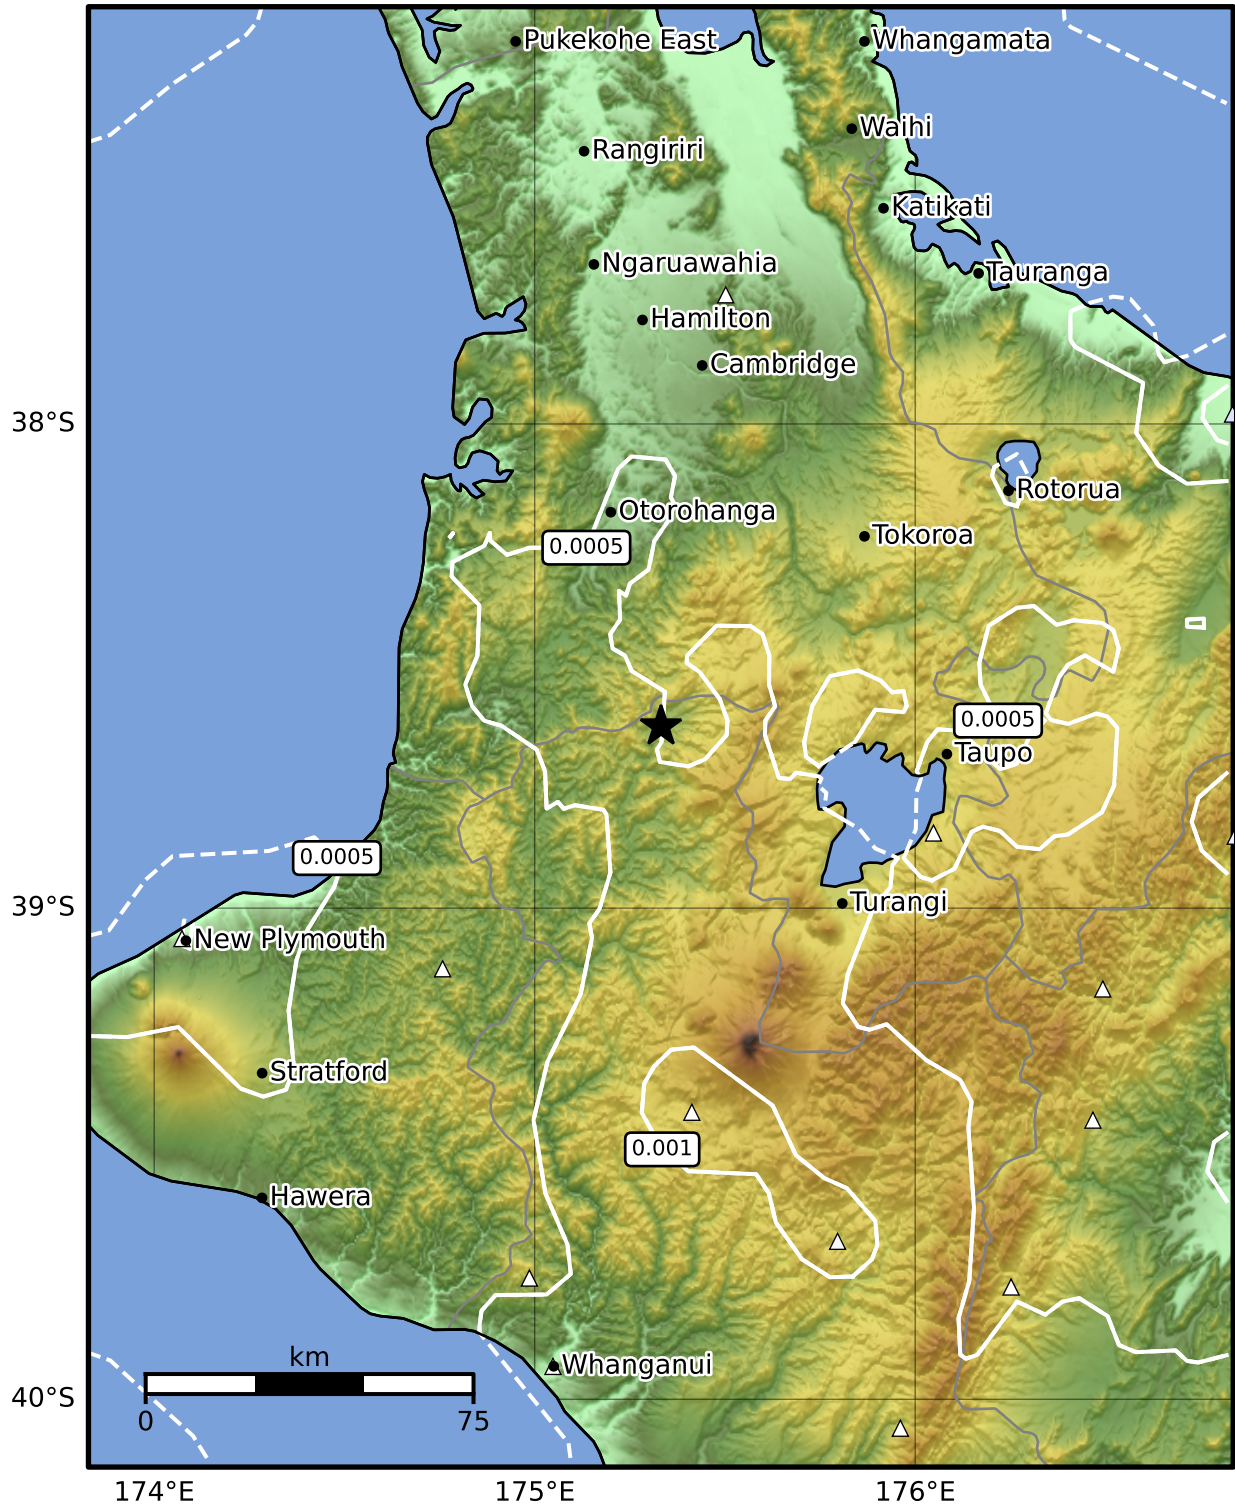 Pukekohe East
Whangamata
Waihi
Rangiriri
Katikati
Ngaruawahia
Tauranga
Hamilton
Cambridge
38°S
Rotorua
Otorohanga
Tokoroa
0.0005
0.0005
Taupo
0.0005
39°S
Turangi
New Plymouth
Stratford
0.001
Hawera
km
Whanganui
40°S
0
75
174°E
175°E
176°E